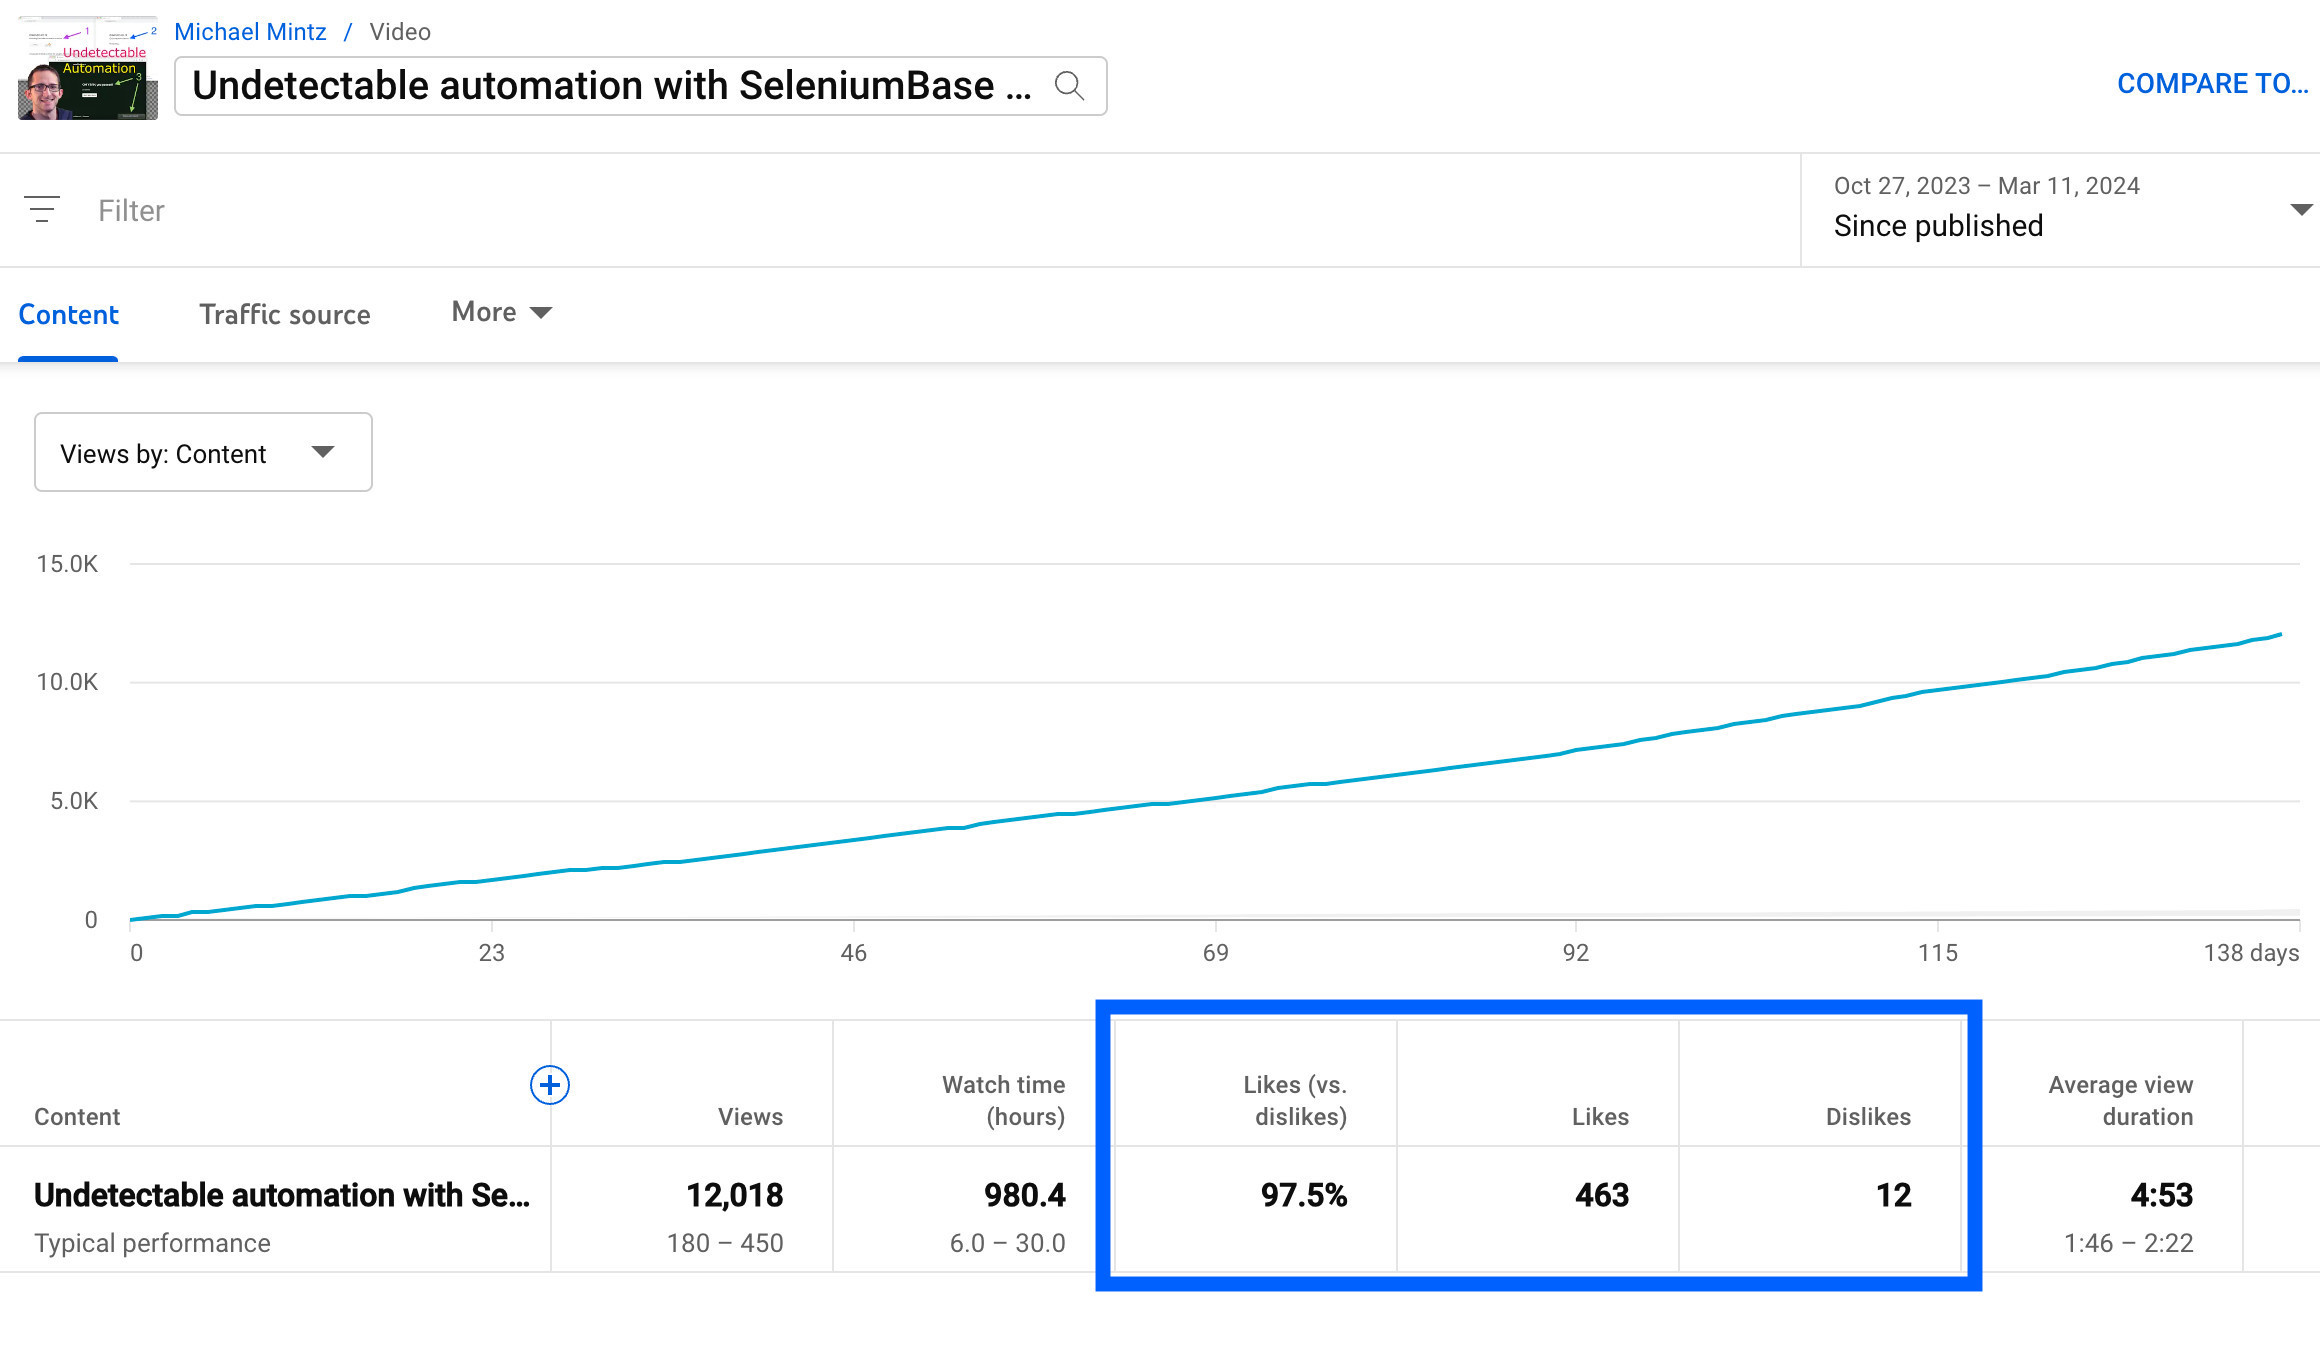 Undetectable
Automation
1
2
3
Michael Mintz / Video
Undetectable automation with SeleniumBase ...
COMPARE TO...
Filter
Oct 27, 2023 – Mar 11, 2024
Since published
Content
Traffic source
More
Views by: Content
15.0K
10.0K
5.0K
0
0 23 46 69 92 115 138 days
Content
Views
Watch time
(hours)
Likes (vs.
dislikes)
Likes
Dislikes
Average view
duration
Undetectable automation with Se... 12,018 980.4 97.5% 463 12 4:53
Typical performance 180 – 450 6.0 – 30.0 1:46 – 2:22